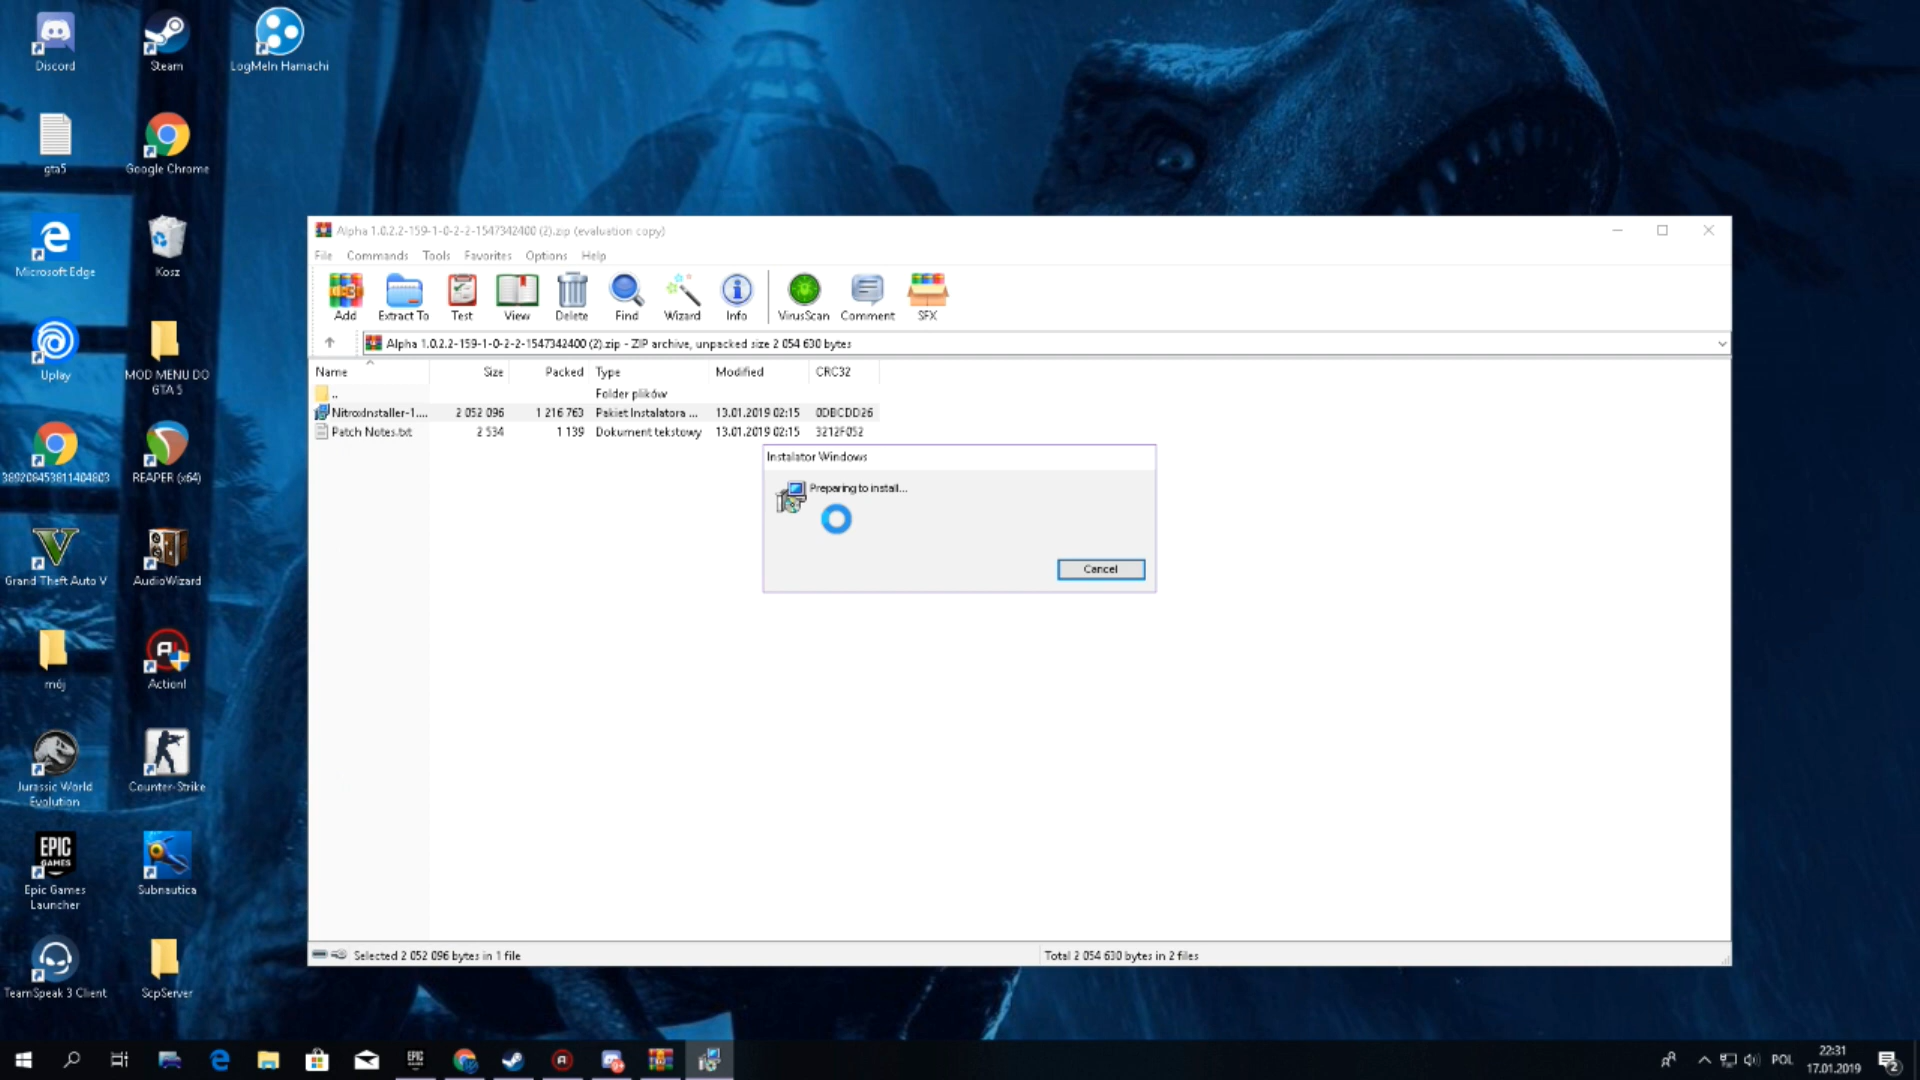 Discord
Steam
LogMeIn Hamachi
gta5
Google Chrome
Microsoft Edge
Kosz
Uplay
MOD MENU DO
GTA 5
389208453811404803
REAPER (x64)
Grand Theft Auto V
AudioWizard
mój
Action!
Jurassic World
Evolution
Counter-Strike
EPIC
GAMES
Epic Games
Launcher
Subnautica
TeamSpeak 3 Client
ScpServer
Alpha 1.0.2.2-159-1-0-2-2-1547342400 (2).zip (evaluation copy)
File Commands Tools Favorites Options Help
Add Extract To Test View Delete Find Wizard Info VirusScan Comment SFX
Alpha 1.0.2.2-159-1-0-2-2-1547342400 (2).zip - ZIP archive, unpacked size 2 054 630 bytes
Name Size Packed Type Modified CRC32
.. Folder plików
NitroxInstaller-1.... 2 052 096 1 216 763 Pakiet Instalatora ... 13.01.2019 02:15 0DBCDD26
Patch Notes.txt 2 534 1 139 Dokument tekstowy 13.01.2019 02:15 3212F052
Instalator Windows
Preparing to install...
Cancel
Selected 2 052 096 bytes in 1 file
Total 2 054 630 bytes in 2 files
POL
22:31
17.01.2019
2